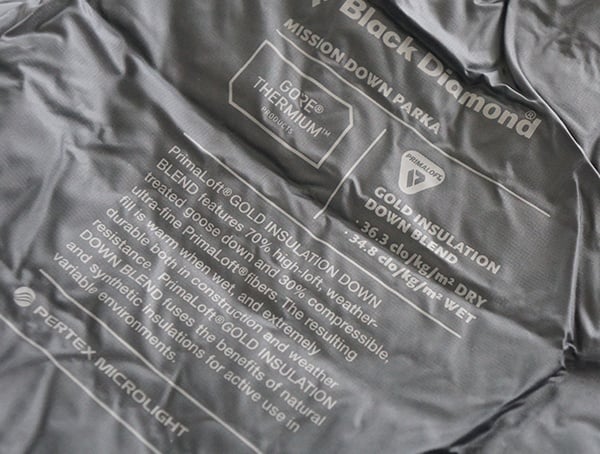 Black Diamond®
MISSION DOWN PARKA
GORE®
THERMIUM™
PRODUCTS
PRIMALOFT
GOLD INSULATION
DOWN BLEND
· 36.3 clo/kg/m² DRY
· 34.8 clo/kg/m² WET
PrimaLoft® GOLD INSULATION DOWN
BLEND features 70% high-loft, weather-
treated goose down and 30% compressible,
ultra-fine PrimaLoft® fibers. The resulting
fill is warm when wet, and extremely
durable both in construction and weather
resistance. PrimaLoft® GOLD INSULATION
DOWN BLEND fuses the benefits of natural
and synthetic insulations for active use in
variable environments.
PERTEX MICROLIGHT